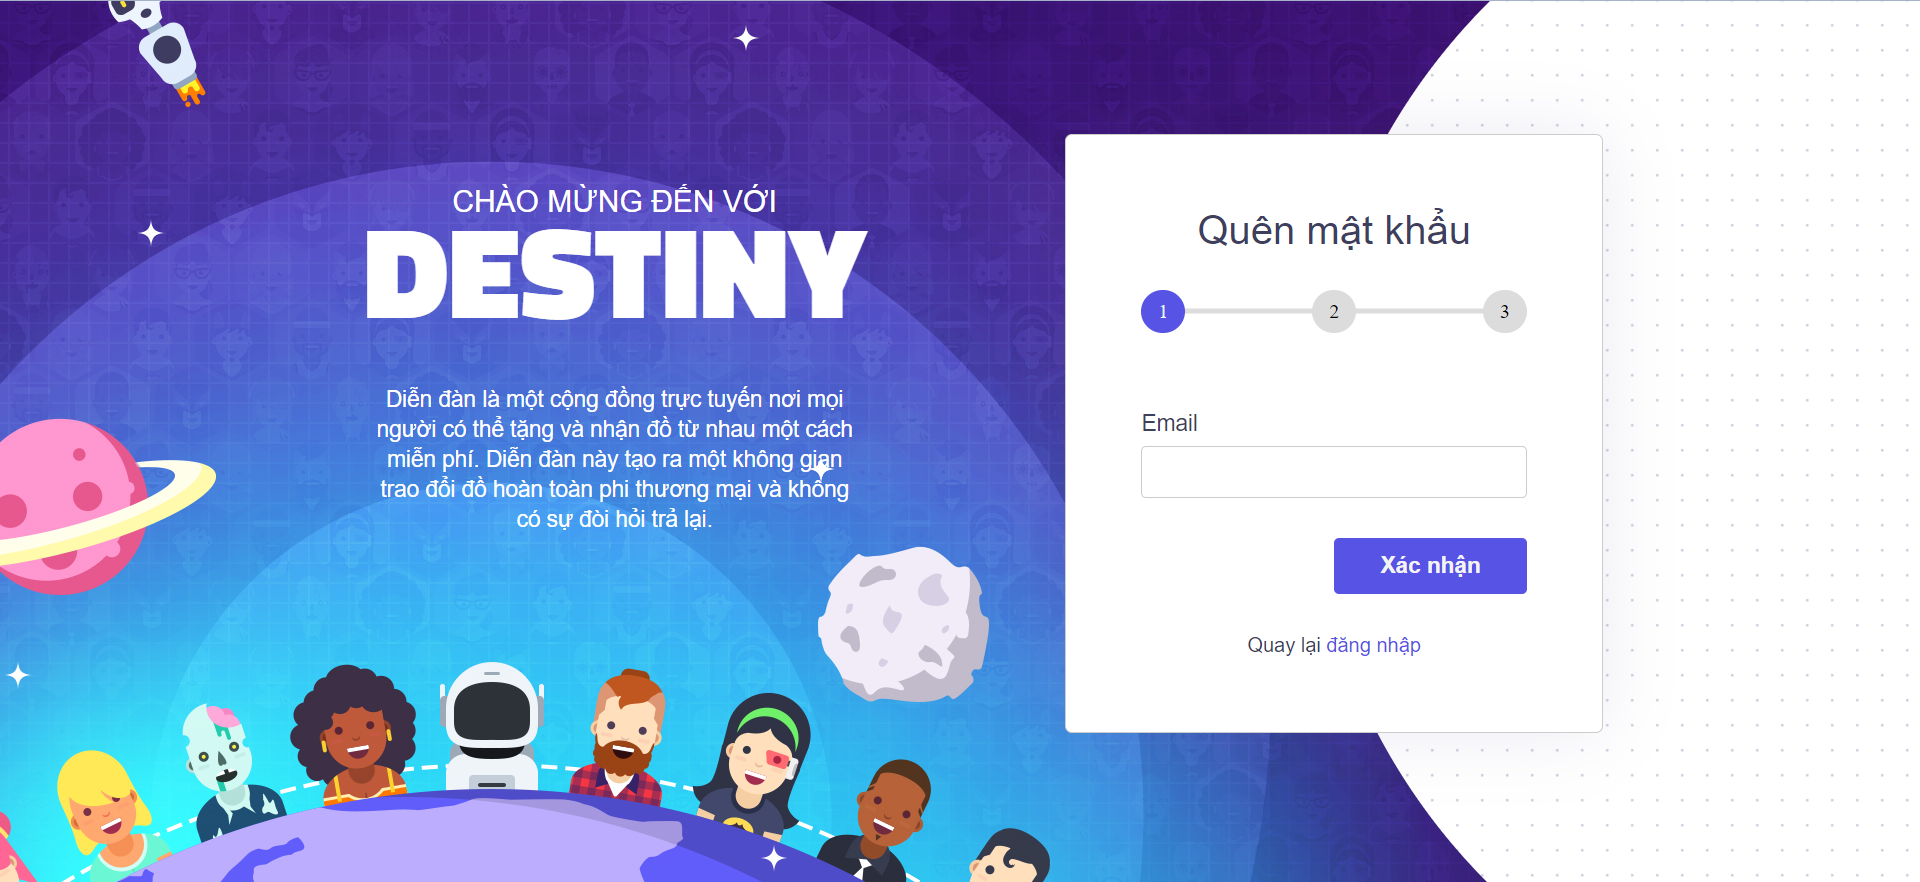 CHÀO MỪNG ĐẾN VỚI
DESTINY
Diễn đàn là một cộng đồng trực tuyến nơi mọi
người có thể tặng và nhận đồ từ nhau một cách
miễn phí. Diễn đàn này tạo ra một không gian
trao đổi đồ hoàn toàn phi thương mại và không
có sự đòi hỏi trả lại.
Quên mật khẩu
1 2 3
Email
Xác nhận
Quay lại đăng nhập